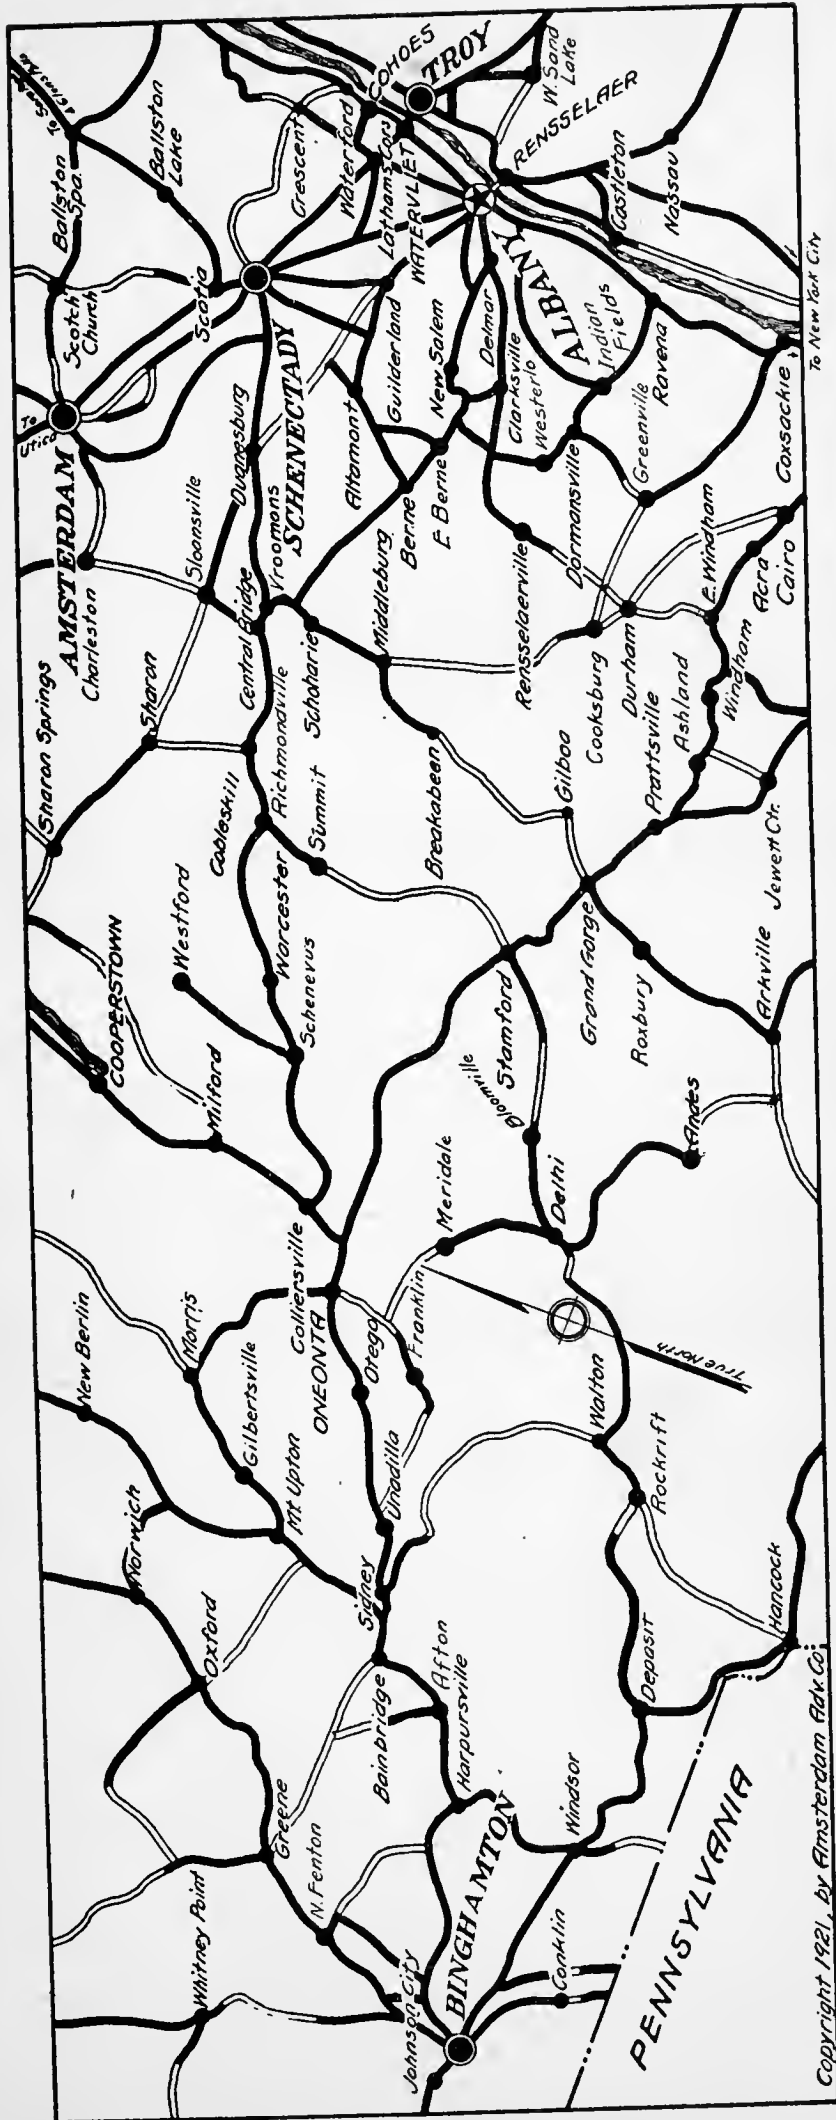 To
Utica
AMSTERDAM
Charleston
Scotch
Church
Ballston
Spa.
Ballston
Lake
Scotia
SCHENECTADY
Crescent
Waterford
COHOES
Lathams Cors
WATERVLIET
TROY
W. Sand
Lake
RENSSELAER
ALBANY
Castleton
Nassau
To New York City
Duanesburg
Guilderland
Altamont
New Salem
Delmar
Clarksville
Westerlo
Indian
Fields
Ravena
Coxsackie
Greenville
Dormansville
Berne
E Berne
Vroomans
Sloansville
Central Bridge
Schoharie
Middleburg
Rensselaerville
Cooksburg
Durham
E. Windham
Acra
Cairo
Windham
Ashland
Prattsville
Jewett Ctr.
Gilboa
Breakabeen
Sharon Springs
Sharon
Cobleskill
Richmondville
Summit
Worcester
Westford
Schenevus
COOPERSTOWN
Milford
Colliersville
ONEONTA
Stamford
Grand Gorge
Roxbury
Arkville
Andes
Bloomville
Delhi
Meridale
Franklin
Otego
Morris
New Berlin
Gilbertsville
Mt Upton
Unadilla
Sidney
Norwich
Oxford
Walton
Rockrift
True North
Hancock
Deposit
Bainbridge
Afton
Harpursville
Windsor
Greene
N. Fenton
Whitney Point
Johnson City
BINGHAMTON
Conklin
PENNSYLVANIA
Copyright 1921, by Amsterdam Adv. Co.